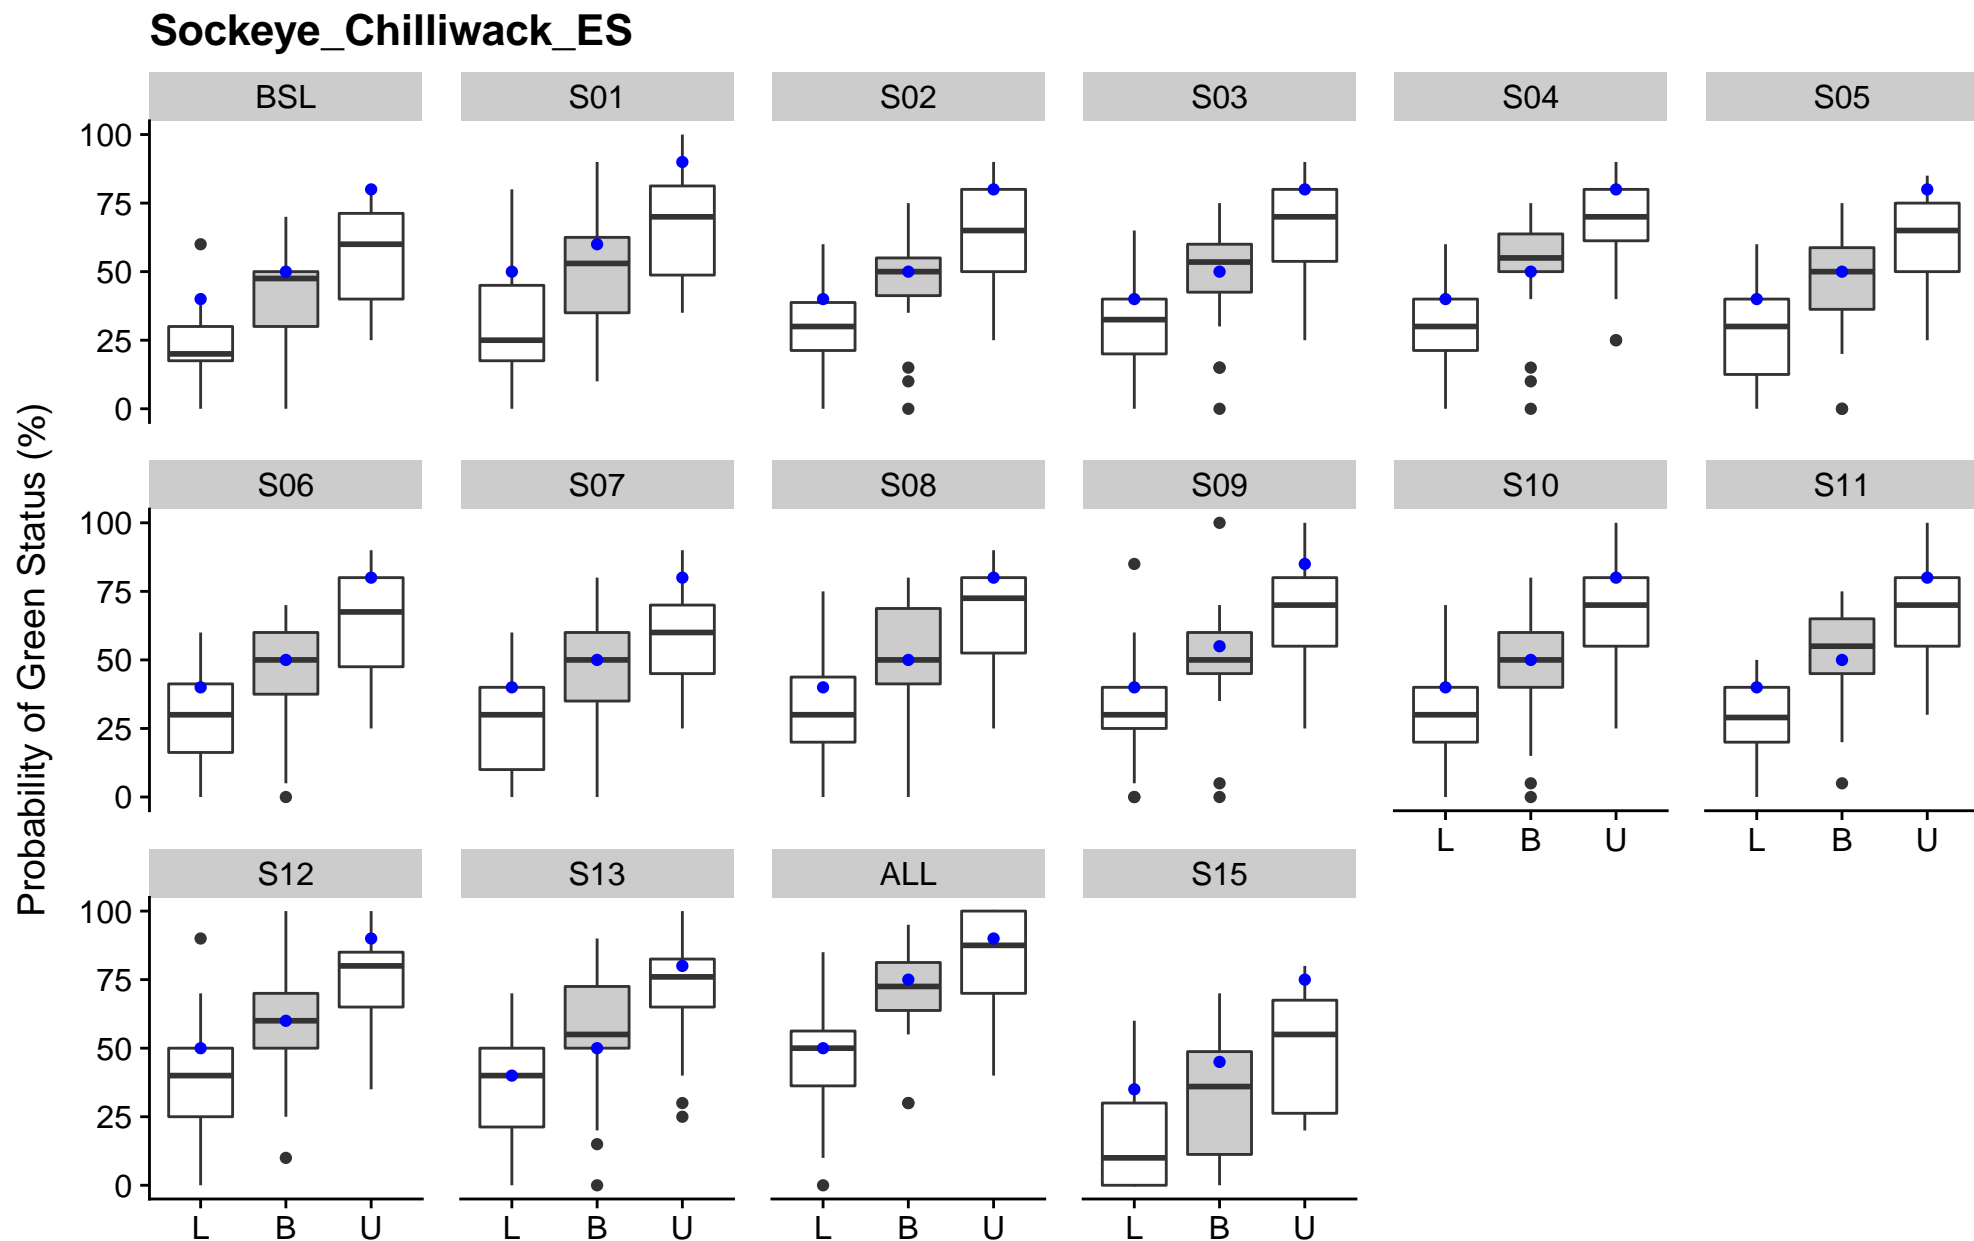 Sockeye_Chilliwack_ES
BSL S01 S02 S03 S04 S05
100
75
50
25
0
S06 S07 S08 S09 S10 S11
100
75
50
25
0
L B U L B U
S12 S13 ALL S15
100
75
50
25
0
L B U L B U L B U L B U
Probability of Green Status (%)